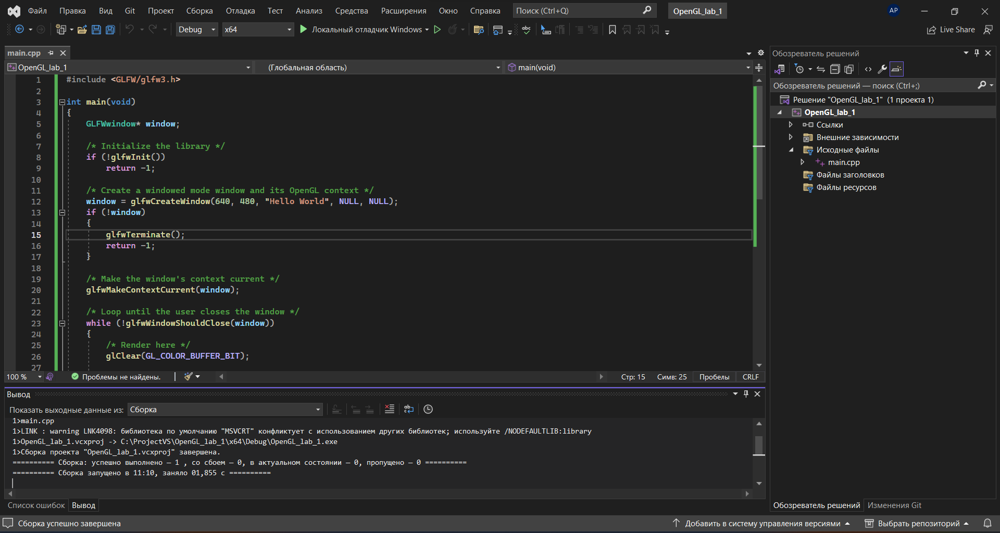 Файл Правка Вид Git Проект Сборка Отладка Тест Анализ Средства Расширения Окно Справка Поиск (Ctrl+Q) OpenGL_lab_1 AP
Debug x64 Локальный отладчик Windows abc Live Share
main.cpp
OpenGL_lab_1 (Глобальная область) main(void)
1 #include <GLFW/glfw3.h>
2
3 int main(void)
4 {
5 GLFWwindow* window;
6
7 /* Initialize the library */
8 if (!glfwInit())
9 return -1;
10
11 /* Create a windowed mode window and its OpenGL context */
12 window = glfwCreateWindow(640, 480, "Hello World", NULL, NULL);
13 if (!window)
14 {
15 glfwTerminate();
16 return -1;
17 }
18
19 /* Make the window's context current */
20 glfwMakeContextCurrent(window);
21
22 /* Loop until the user closes the window */
23 while (!glfwWindowShouldClose(window))
24 {
25 /* Render here */
26 glClear(GL_COLOR_BUFFER_BIT);
27
100 % Проблемы не найдены. Стр: 15 Симв: 25 Пробелы CRLF
Вывод
Показать выходные данные из: Сборка
1>main.cpp
1>LINK : warning LNK4098: библиотека по умолчанию "MSVCRT" конфликтует с использованием других библиотек; используйте /NODEFAULTLIB:library
1>OpenGL_lab_1.vcxproj -> C:\ProjectVS\OpenGL_lab_1\x64\Debug\OpenGL_lab_1.exe
1>Сборка проекта "OpenGL_lab_1.vcxproj" завершена.
========== Сборка: успешно выполнено — 1 , со сбоем — 0, в актуальном состоянии — 0, пропущено — 0 ==========
========== Сборка запущено в 11:10, заняло 01,855 с ==========
Список ошибок Вывод
Обозреватель решений
Обозреватель решений — поиск (Ctrl+;)
Решение "OpenGL_lab_1" (1 проекта 1)
OpenGL_lab_1
Ссылки
Внешние зависимости
Исходные файлы
main.cpp
Файлы заголовков
Файлы ресурсов
Обозреватель решений Изменения Git
Сборка успешно завершена Добавить в систему управления версиями Выбрать репозиторий